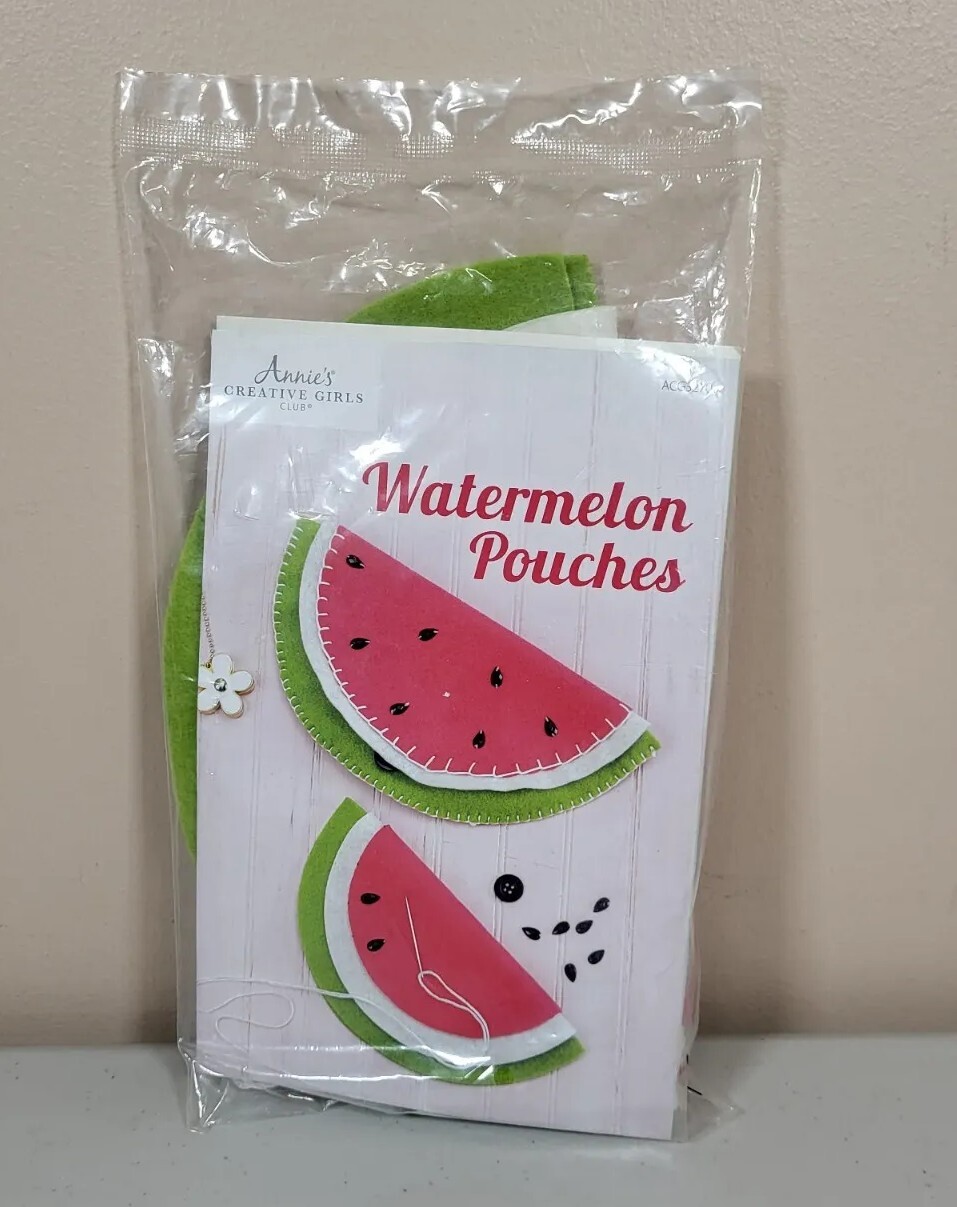 Annie's®
CREATIVE GIRLS
CLUB®
Watermelon
Pouches